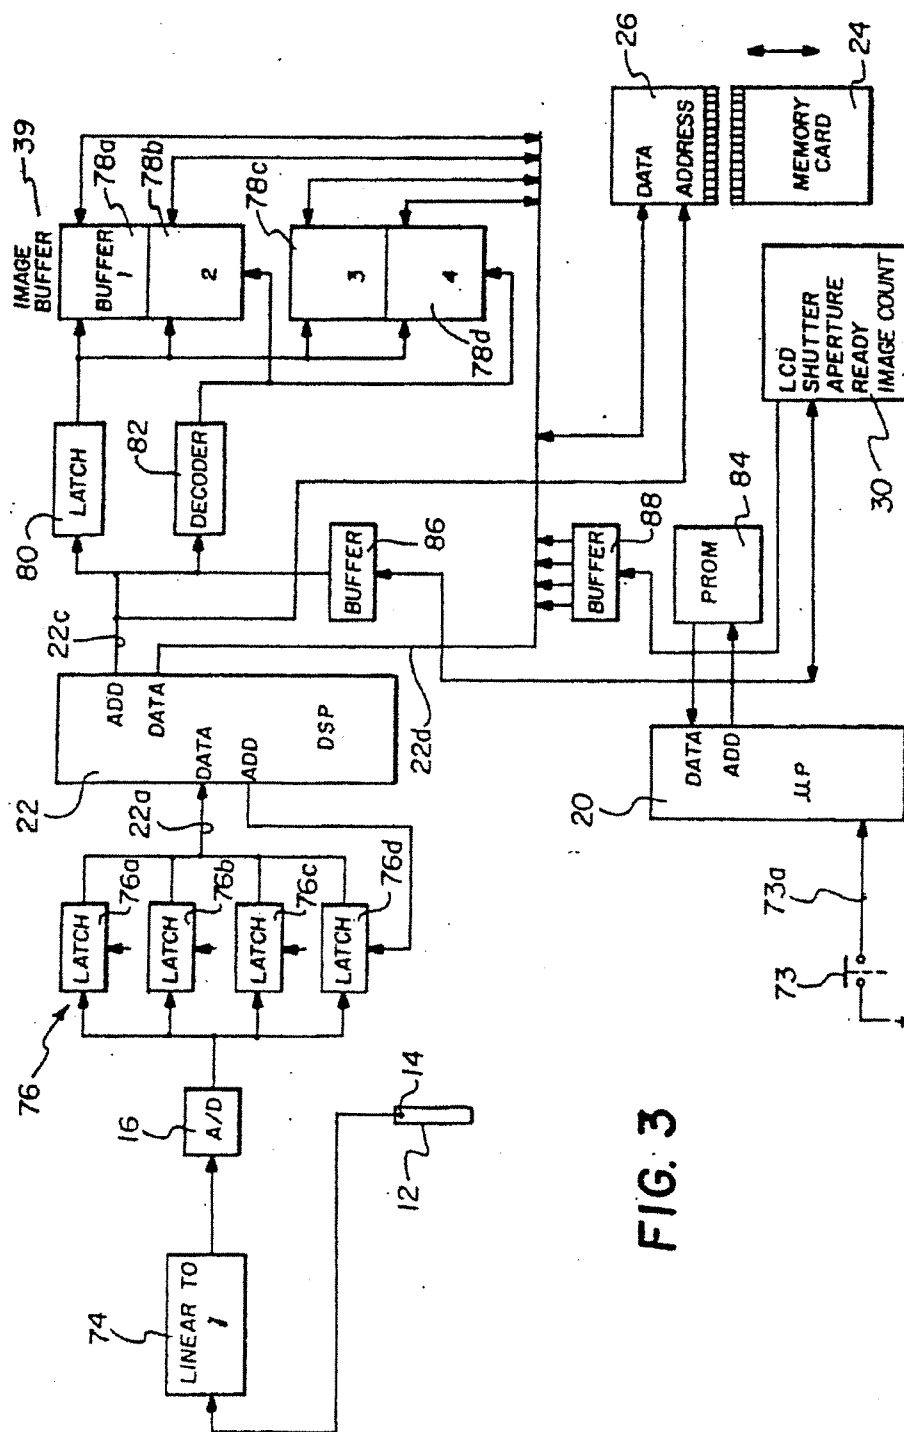 IMAGE
BUFFER
39
BUFFER
1
78a
78b
2
78c
3
4
78d
80
LATCH
82
DECODER
BUFFER
86
26
DATA
ADDRESS
MEMORY
CARD
24
LCD
SHUTTER
APERTURE
READY
IMAGE COUNT
30
BUFFER
88
PROM
84
22c
ADD
DATA
DATA
ADD
DSP
22
22a
22d
DATA
ADD
μP
20
76
LATCH
76a
LATCH
76b
LATCH
76c
LATCH
76d
73
73a
16
A/D
14
12
74
LINEAR TO
γ
FIG. 3